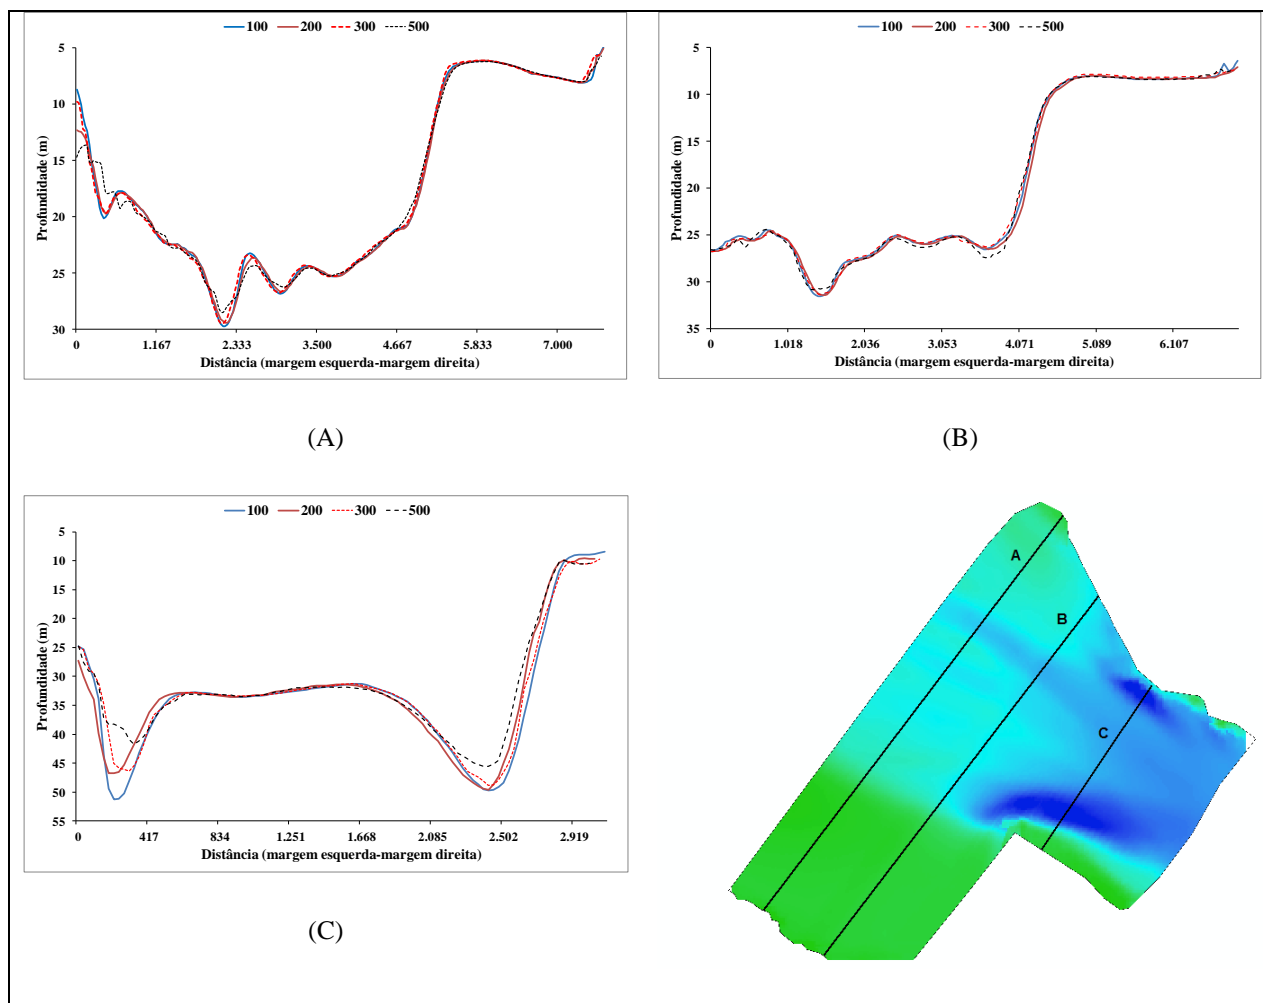 100 200 300 500
5
10
15
20
25
30
Profundidade (m)
0 1.167 2.333 3.500 4.667 5.833 7.000
Distância (margem esquerda-margem direita)
(A)
100 200 300 500
5
10
15
20
25
30
35
Profundidade (m)
0 1.018 2.036 3.053 4.071 5.089 6.107
Distância (margem esquerda-margem direita)
(B)
100 200 300 500
5
10
15
20
25
30
35
40
45
50
55
Profundidade (m)
0 417 834 1.251 1.668 2.085 2.502 2.919
Distância (margem esquerda-margem direita)
(C)
A
B
C